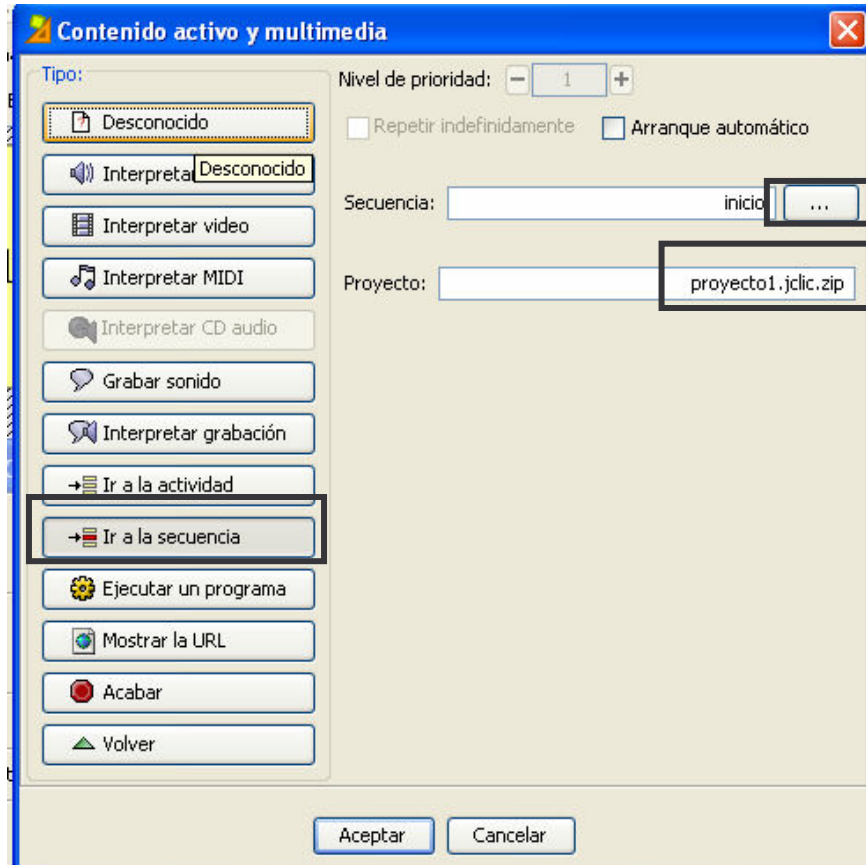 Contenido activo y multimedia
Tipo:
Desconocido
Interpreta
Desconocido
Interpretar video
Interpretar MIDI
Interpretar CD audio
Grabar sonido
Interpretar grabación
Ir a la actividad
Ir a la secuencia
Ejecutar un programa
Mostrar la URL
Acabar
Volver
Nivel de prioridad: - 1 +
Repetir indefinidamente Arranque automático
Secuencia: inicio ...
Proyecto: proyecto1.jclic.zip
Aceptar Cancelar